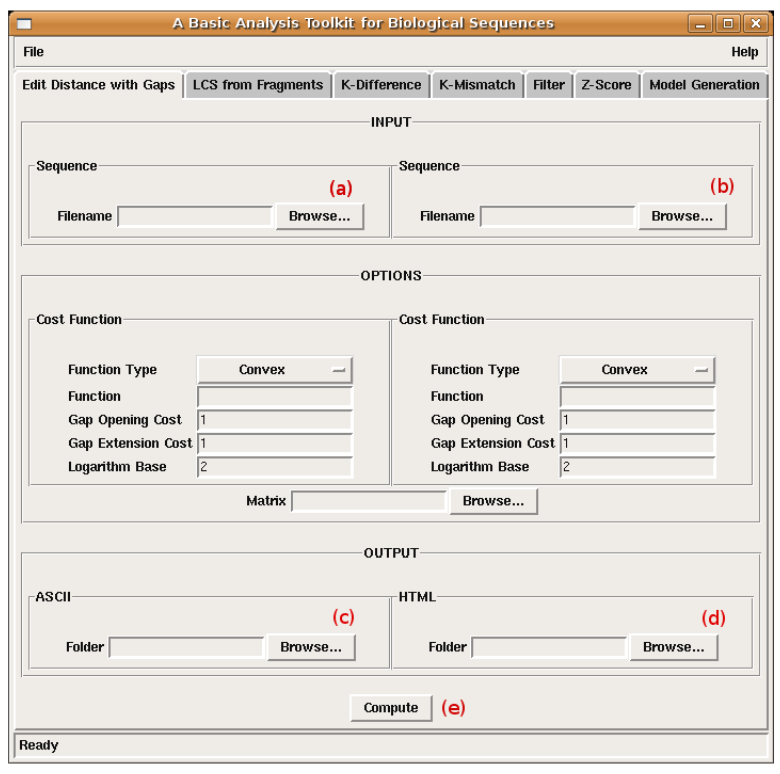 A Basic Analysis Toolkit for Biological Sequences
File Help
Edit Distance with Gaps LCS from Fragments K-Difference K-Mismatch Filter Z-Score Model Generation
INPUT
Sequence Sequence
(a) (b)
Filename Browse... Filename Browse...
OPTIONS
Cost Function Cost Function
Function Type Convex Function Type Convex
Function Function
Gap Opening Cost 1 Gap Opening Cost 1
Gap Extension Cost 1 Gap Extension Cost 1
Logarithm Base 2 Logarithm Base 2
Matrix Browse...
OUTPUT
ASCII HTML
(c) (d)
Folder Browse... Folder Browse...
Compute (e)
Ready